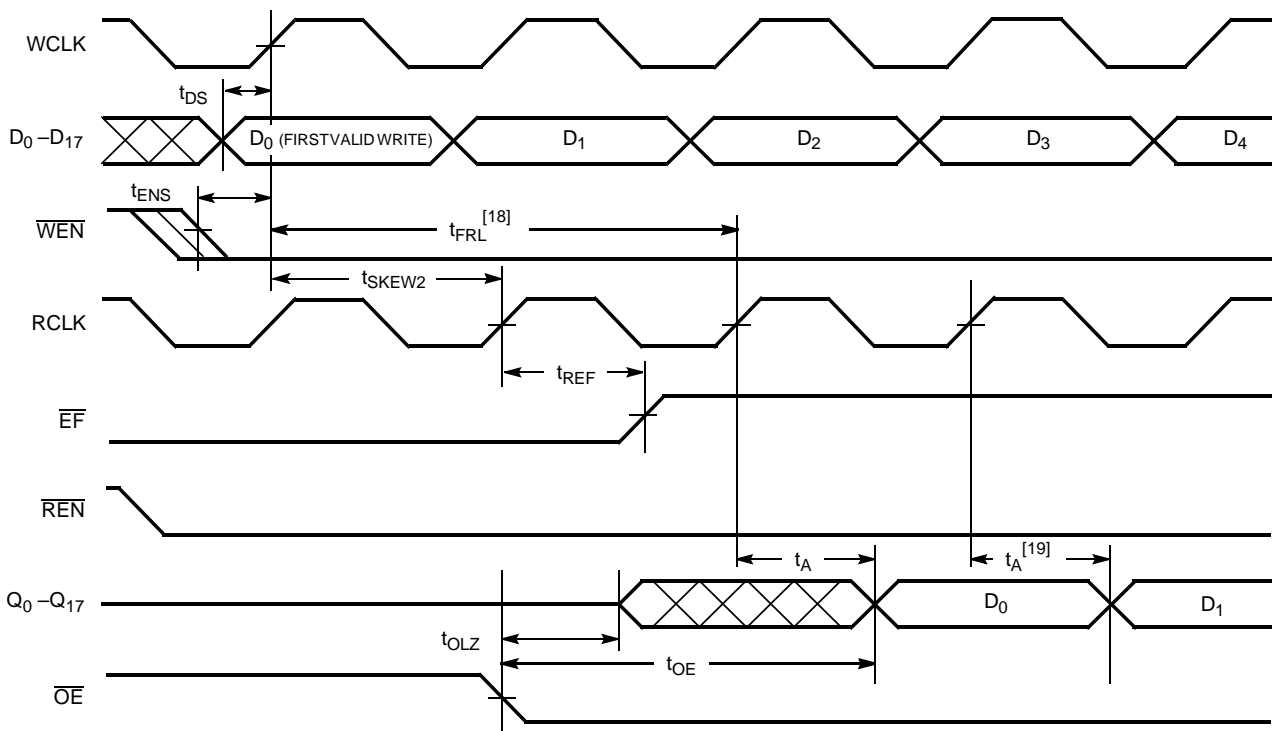 WCLK
tDS
D0 –D17
D0 (FIRSTVALID WRITE)
D1
D2
D3
D4
tENS
WEN
tFRL[18]
tSKEW2
RCLK
tREF
EF
REN
tA
tA[19]
Q0 –Q17
D0
D1
tOLZ
tOE
OE